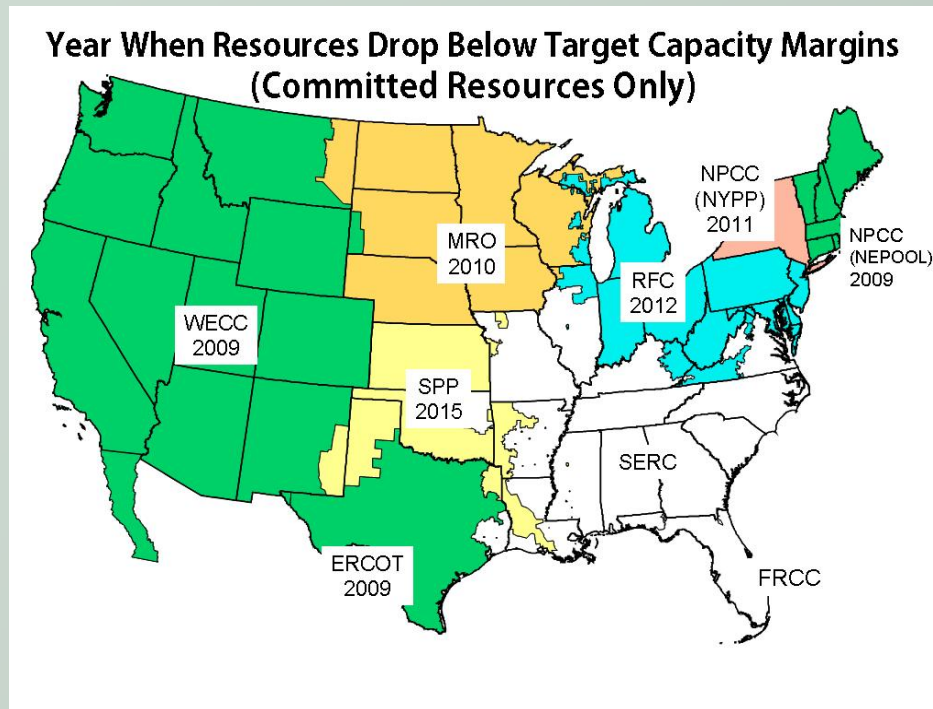 Year When Resources Drop Below Target Capacity Margins
(Committed Resources Only)
NPCC
(NYPP)
2011
NPCC
(NEPOOL)
2009
MRO
2010
RFC
2012
WECC
2009
SPP
2015
SERC
ERCOT
2009
FRCC